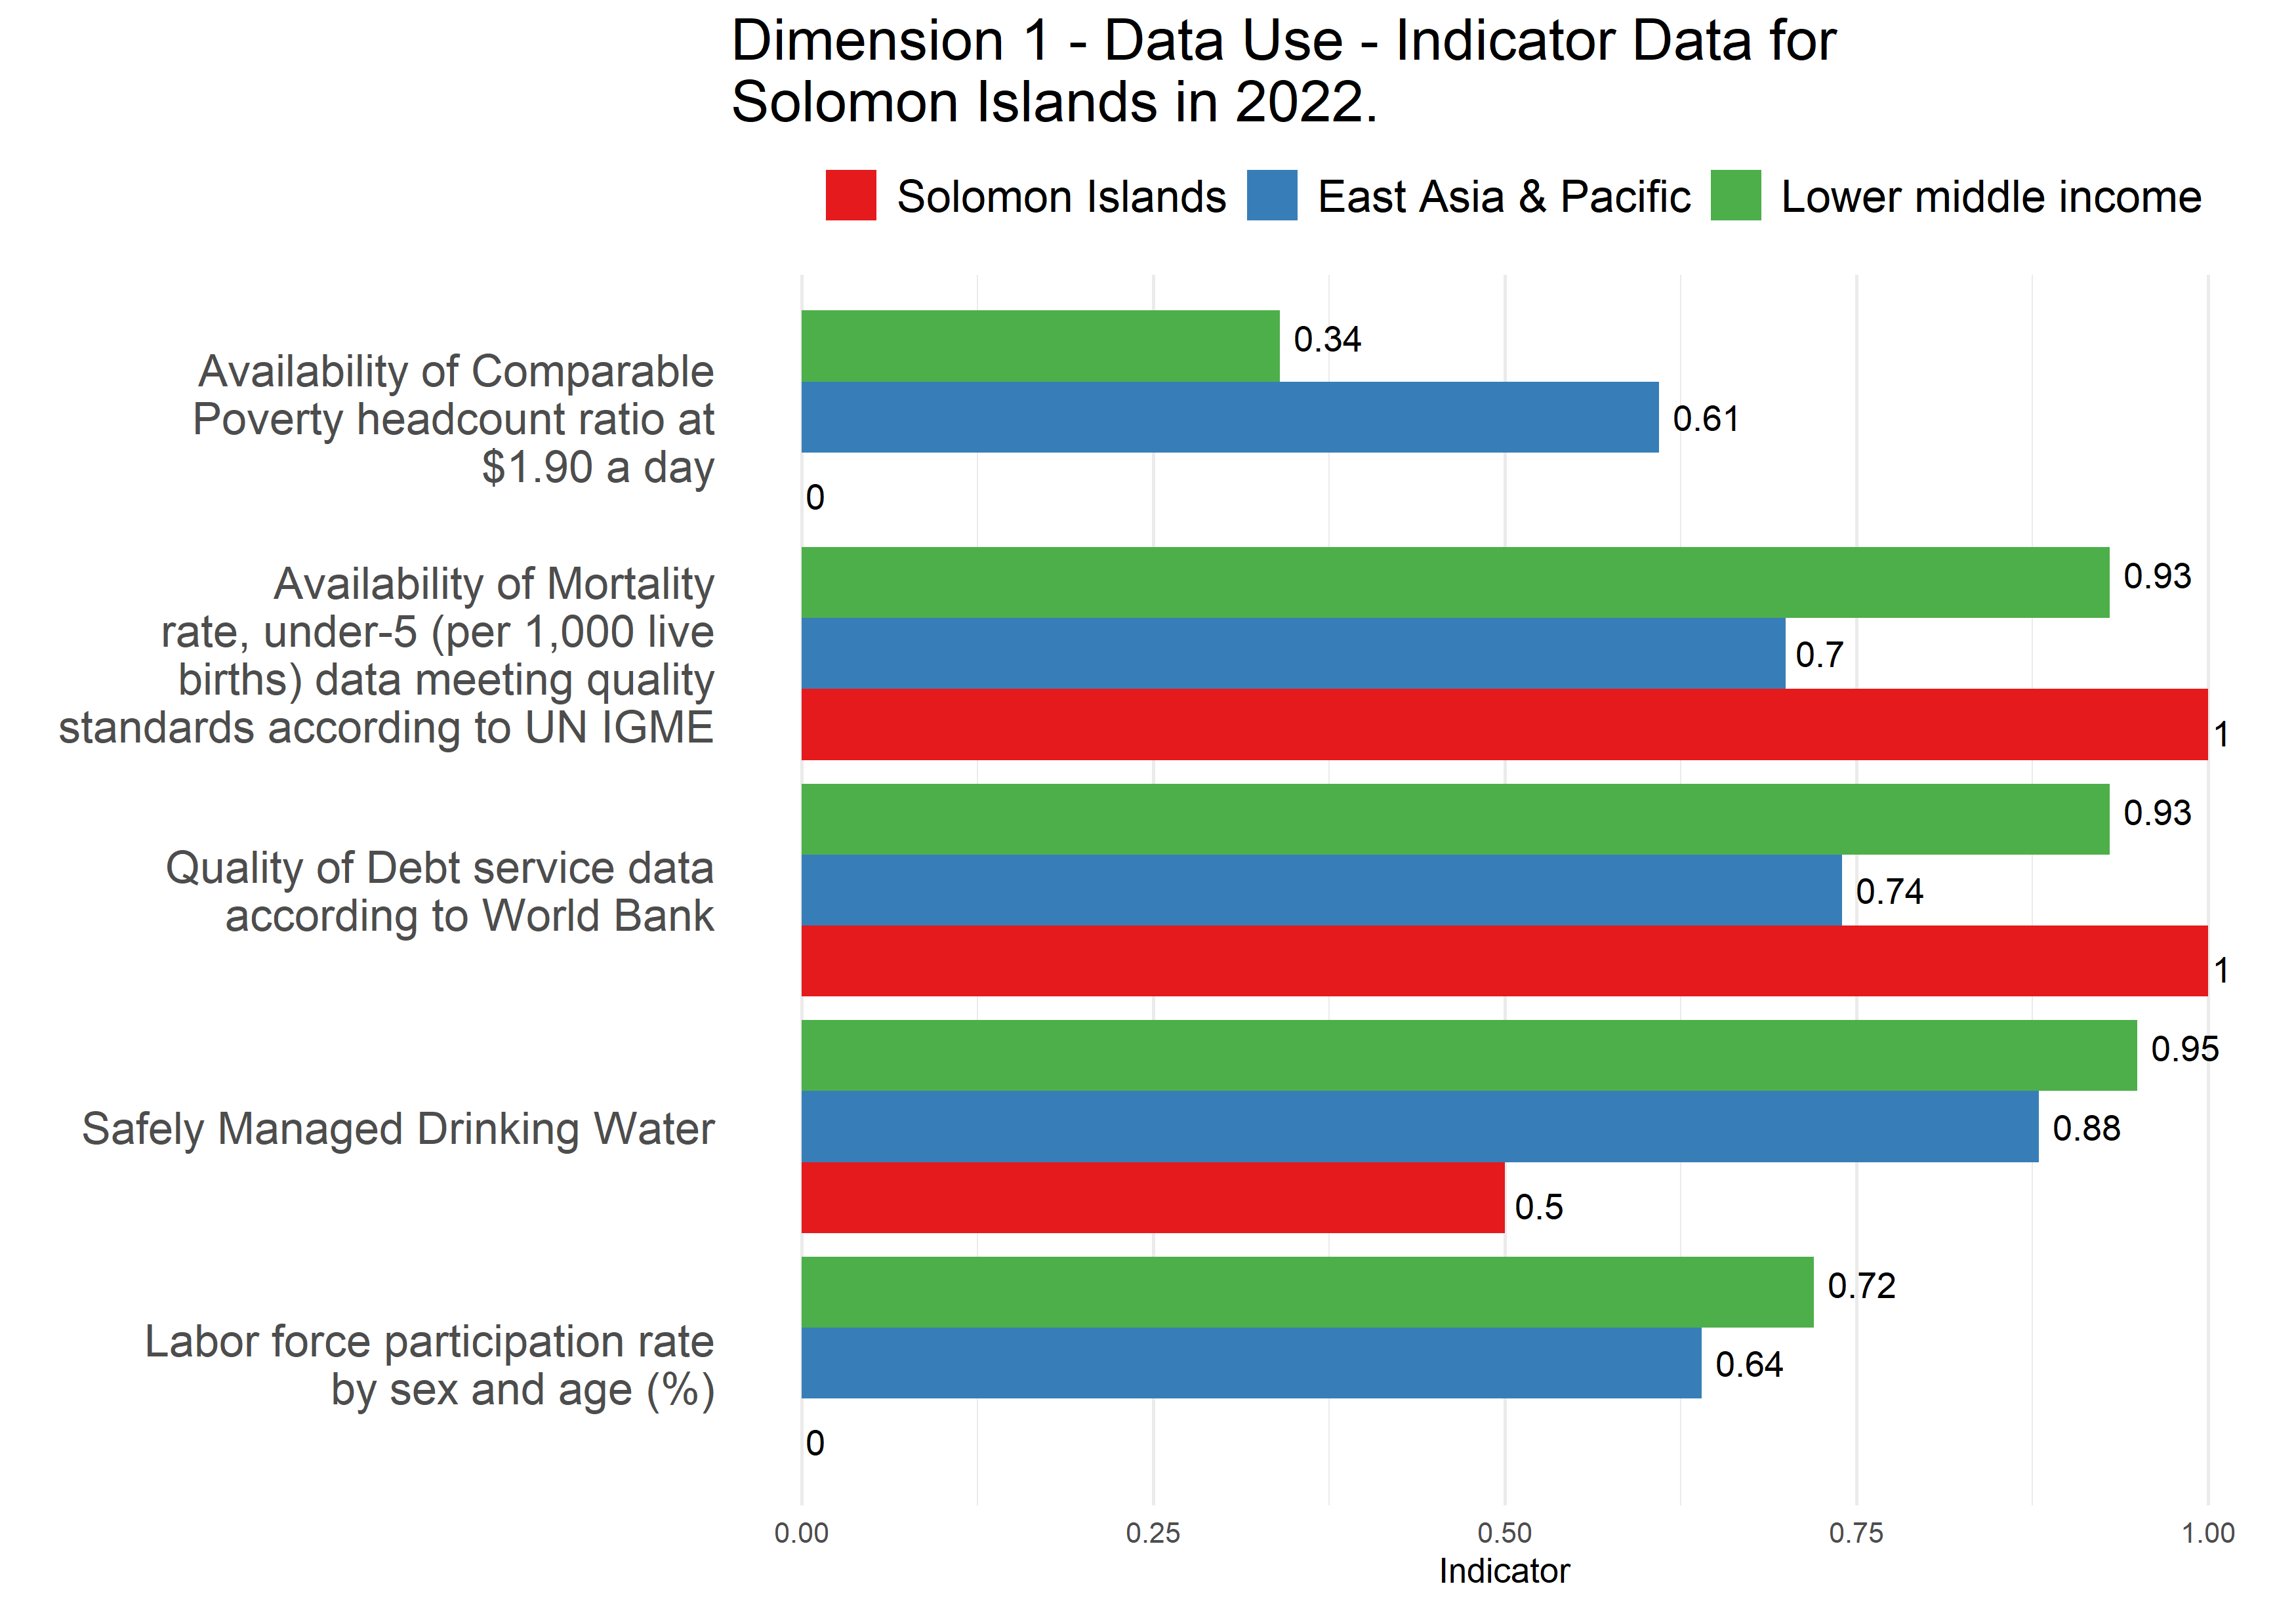 Dimension 1 - Data Use - Indicator Data for
Solomon Islands in 2022.
Solomon Islands East Asia & Pacific Lower middle income
Availability of Comparable
Poverty headcount ratio at
$1.90 a day
0.34
0.61
0
Availability of Mortality
rate, under-5 (per 1,000 live
births) data meeting quality
standards according to UN IGME
0.93
0.7
1
Quality of Debt service data
according to World Bank
0.93
0.74
1
Safely Managed Drinking Water
0.95
0.88
0.5
Labor force participation rate
by sex and age (%)
0.72
0.64
0
0.00 0.25 0.50 0.75 1.00
Indicator